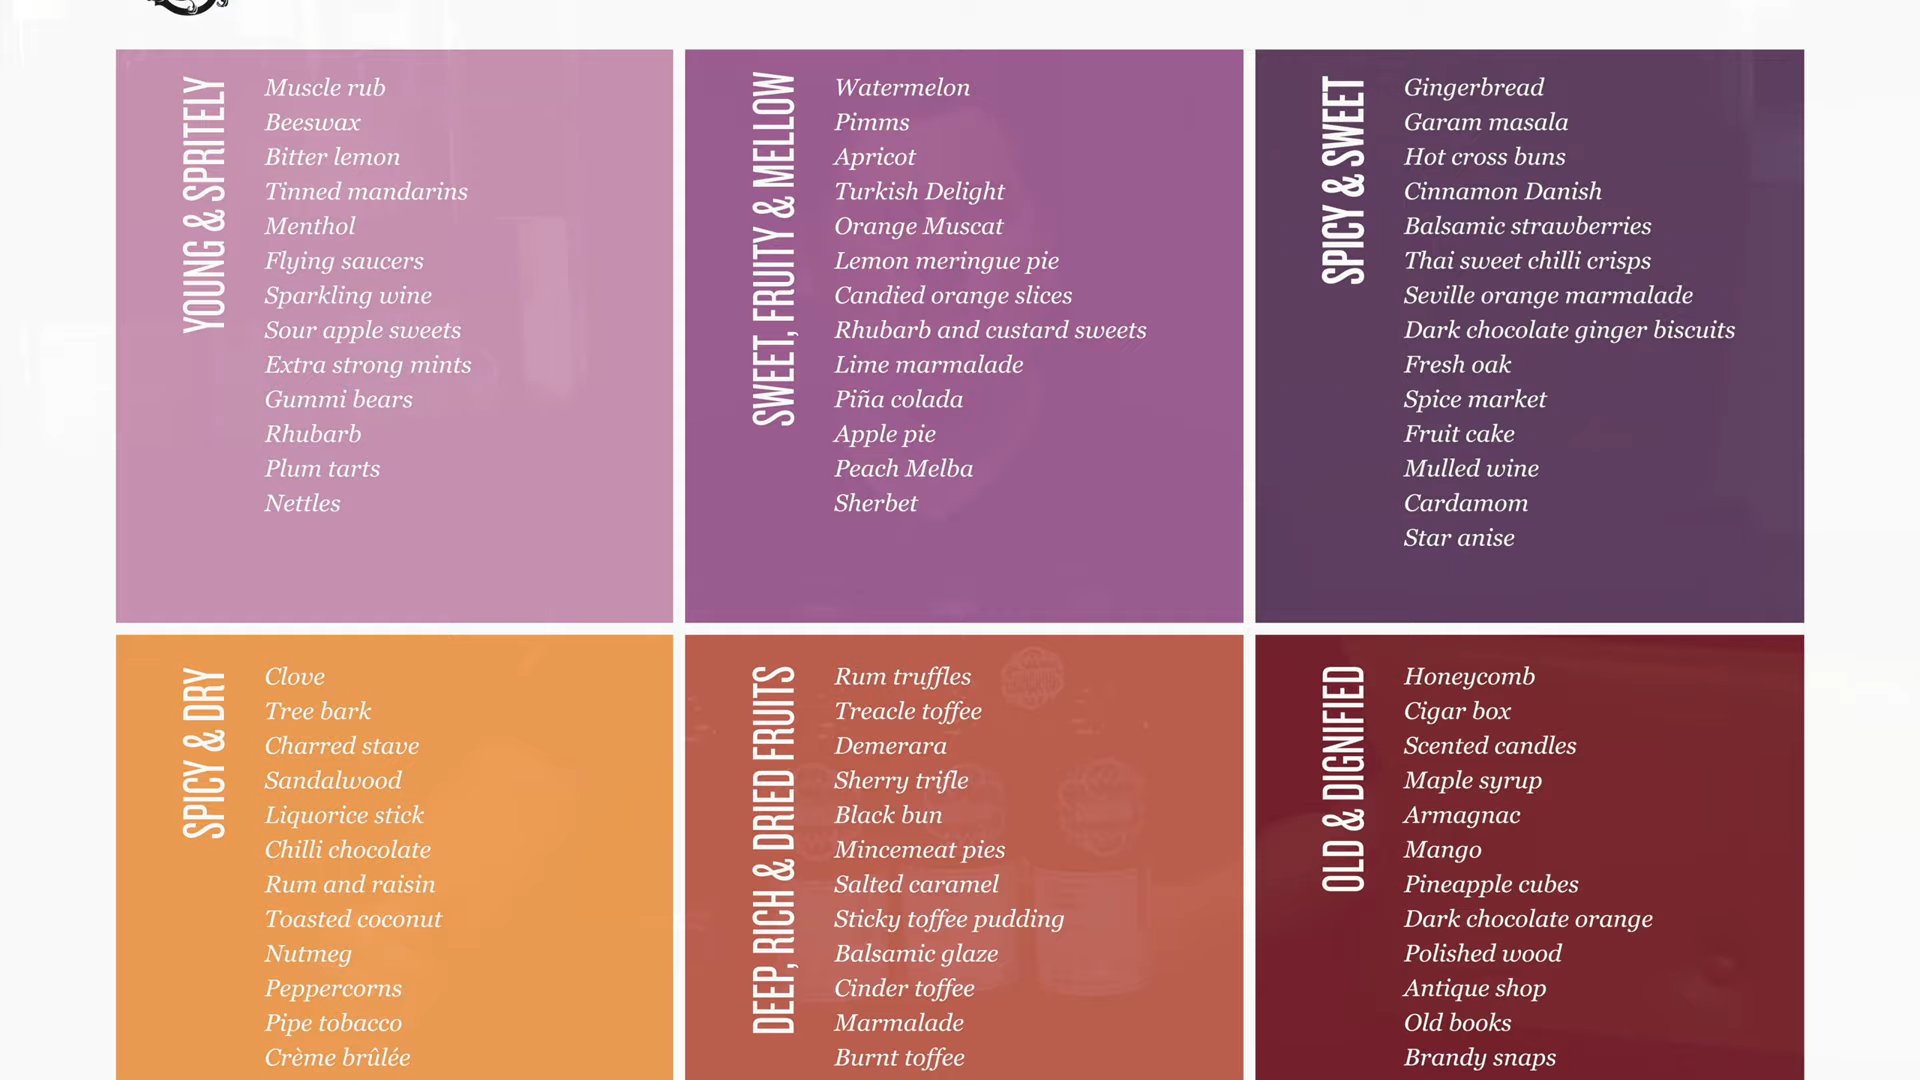 YOUNG & SPRITELY
Muscle rub
Beeswax
Bitter lemon
Tinned mandarins
Menthol
Flying saucers
Sparkling wine
Sour apple sweets
Extra strong mints
Gummi bears
Rhubarb
Plum tarts
Nettles
SWEET, FRUITY & MELLOW
Watermelon
Pimms
Apricot
Turkish Delight
Orange Muscat
Lemon meringue pie
Candied orange slices
Rhubarb and custard sweets
Lime marmalade
Piña colada
Apple pie
Peach Melba
Sherbet
SPICY & SWEET
Gingerbread
Garam masala
Hot cross buns
Cinnamon Danish
Balsamic strawberries
Thai sweet chilli crisps
Seville orange marmalade
Dark chocolate ginger biscuits
Fresh oak
Spice market
Fruit cake
Mulled wine
Cardamom
Star anise
SPICY & DRY
Clove
Tree bark
Charred stave
Sandalwood
Liquorice stick
Chilli chocolate
Rum and raisin
Toasted coconut
Nutmeg
Peppercorns
Pipe tobacco
Crème brûlée
DEEP, RICH & DRIED FRUITS
Rum truffles
Treacle toffee
Demerara
Sherry trifle
Black bun
Mincemeat pies
Salted caramel
Sticky toffee pudding
Balsamic glaze
Cinder toffee
Marmalade
Burnt toffee
OLD & DIGNIFIED
Honeycomb
Cigar box
Scented candles
Maple syrup
Armagnac
Mango
Pineapple cubes
Dark chocolate orange
Polished wood
Antique shop
Old books
Brandy snaps